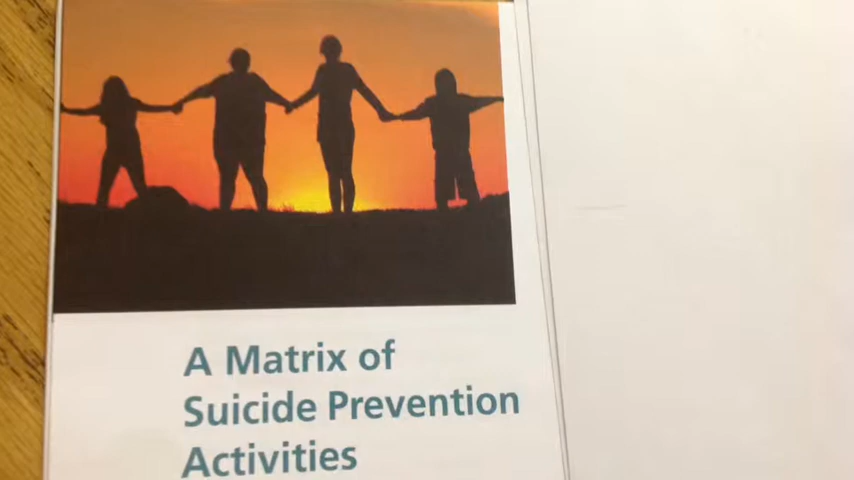 A Matrix of
Suicide Prevention
Activities